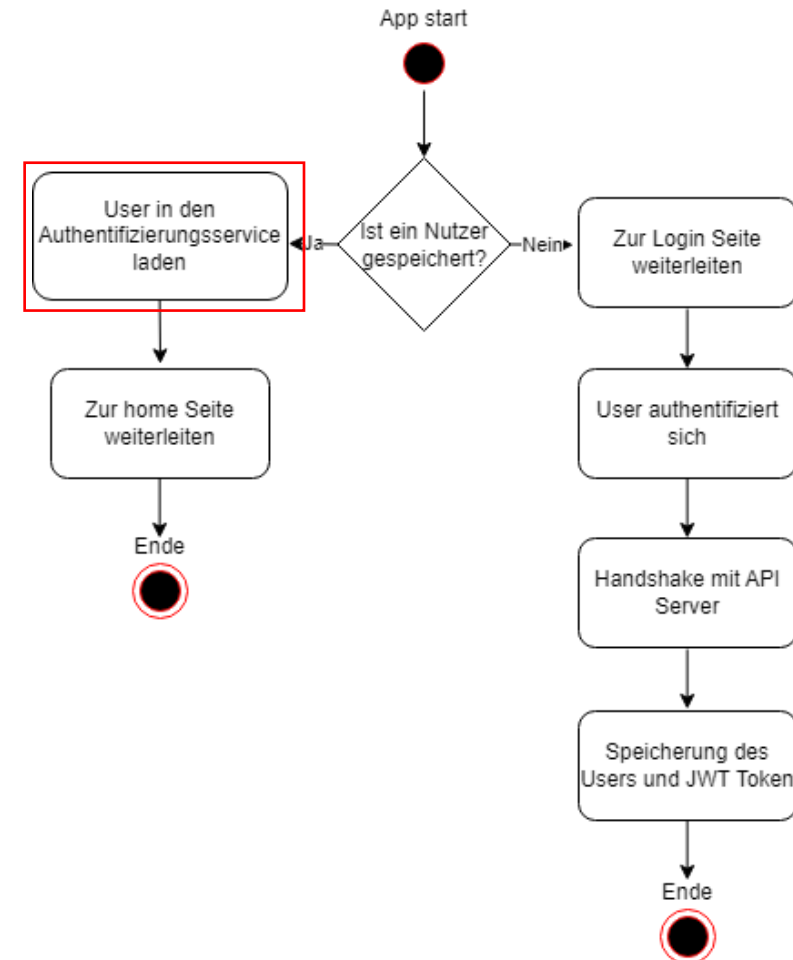 App start
Ist ein Nutzer
gespeichert?
Ja
Nein
User in den
Authentifizierungsservice
laden
Zur home Seite
weiterleiten
Ende
Zur Login Seite
weiterleiten
User authentifiziert
sich
Handshake mit API
Server
Speicherung des
Users und JWT Token
Ende